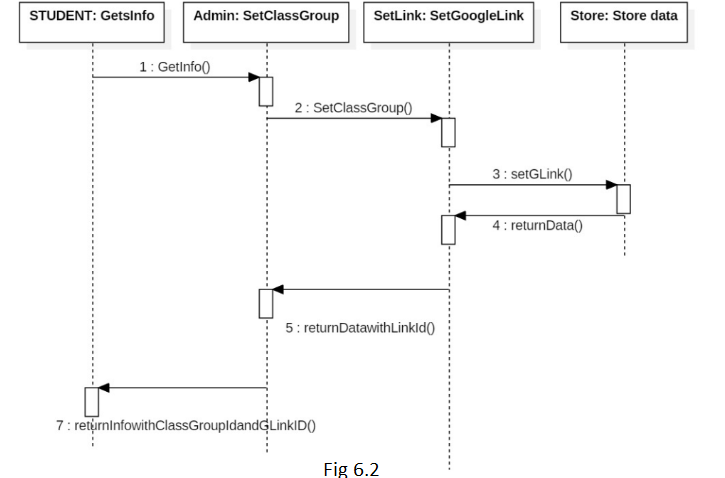 STUDENT: GetsInfo
Admin: SetClassGroup
SetLink: SetGoogleLink
Store: Store data
1 : GetInfo()
2 : SetClassGroup()
3 : setGLink()
4 : returnData()
5 : returnDatawithLinkId()
7 : returnInfowithClassGroupIdandGLinkID()
Fig 6.2